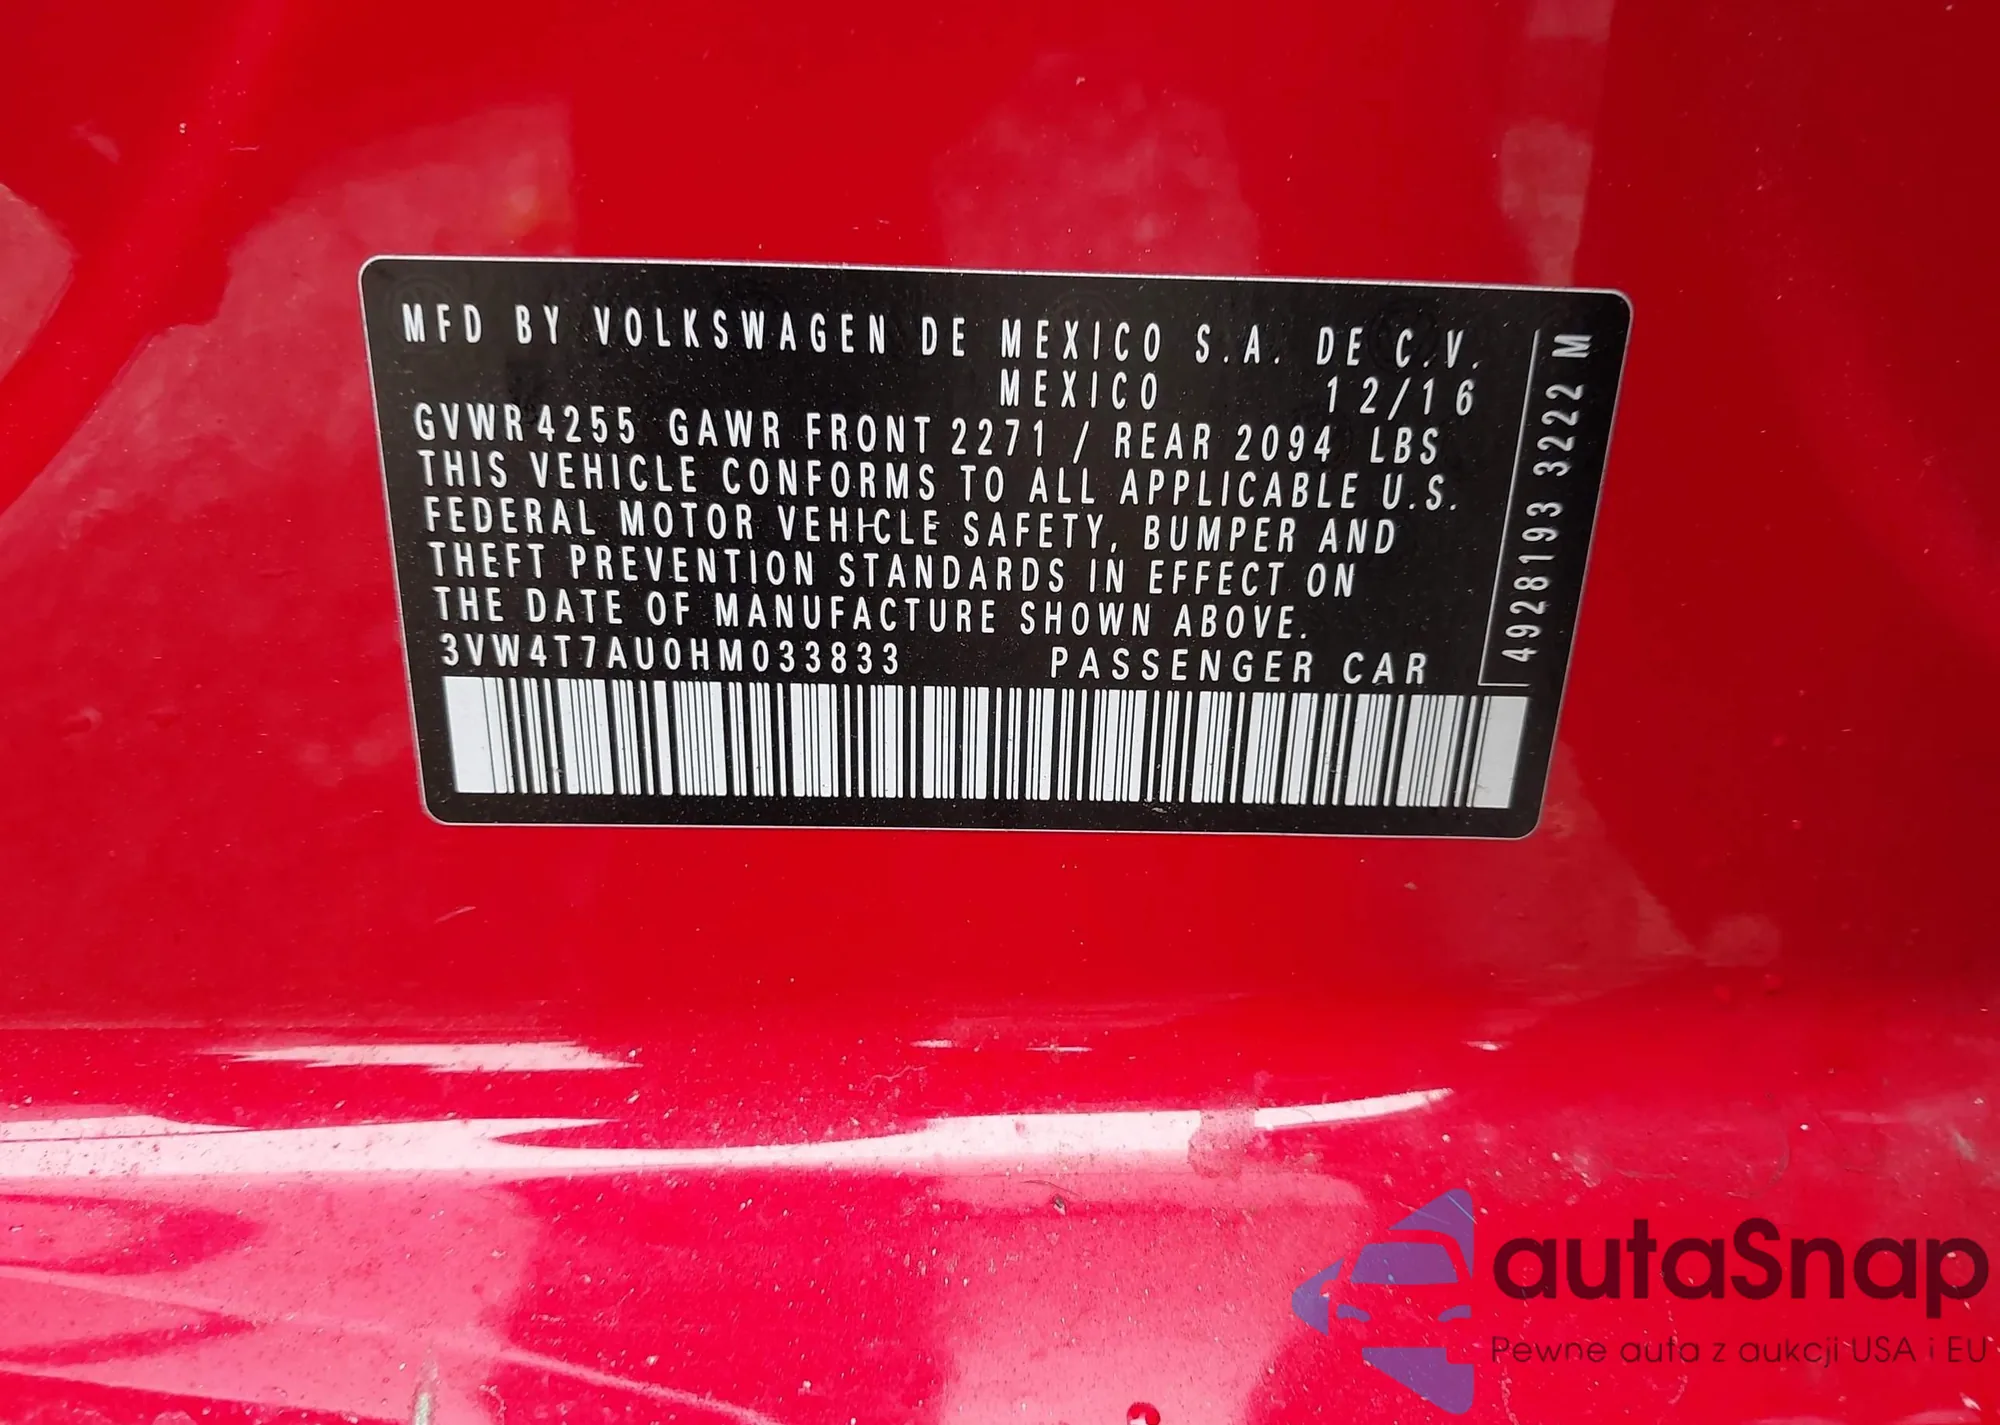 MFD BY VOLKSWAGEN DE MEXICO S.A. DE C.V.
MEXICO 12/16
GVWR 4255 GAWR FRONT 2271 / REAR 2094 LBS
THIS VEHICLE CONFORMS TO ALL APPLICABLE U.S.
FEDERAL MOTOR VEHICLE SAFETY, BUMPER AND
THEFT PREVENTION STANDARDS IN EFFECT ON
THE DATE OF MANUFACTURE SHOWN ABOVE.
3VW4T7AU0HM033833 PASSENGER CAR
4928193 3222 M
autaSnap
Pewne auta z aukcji USA i EU